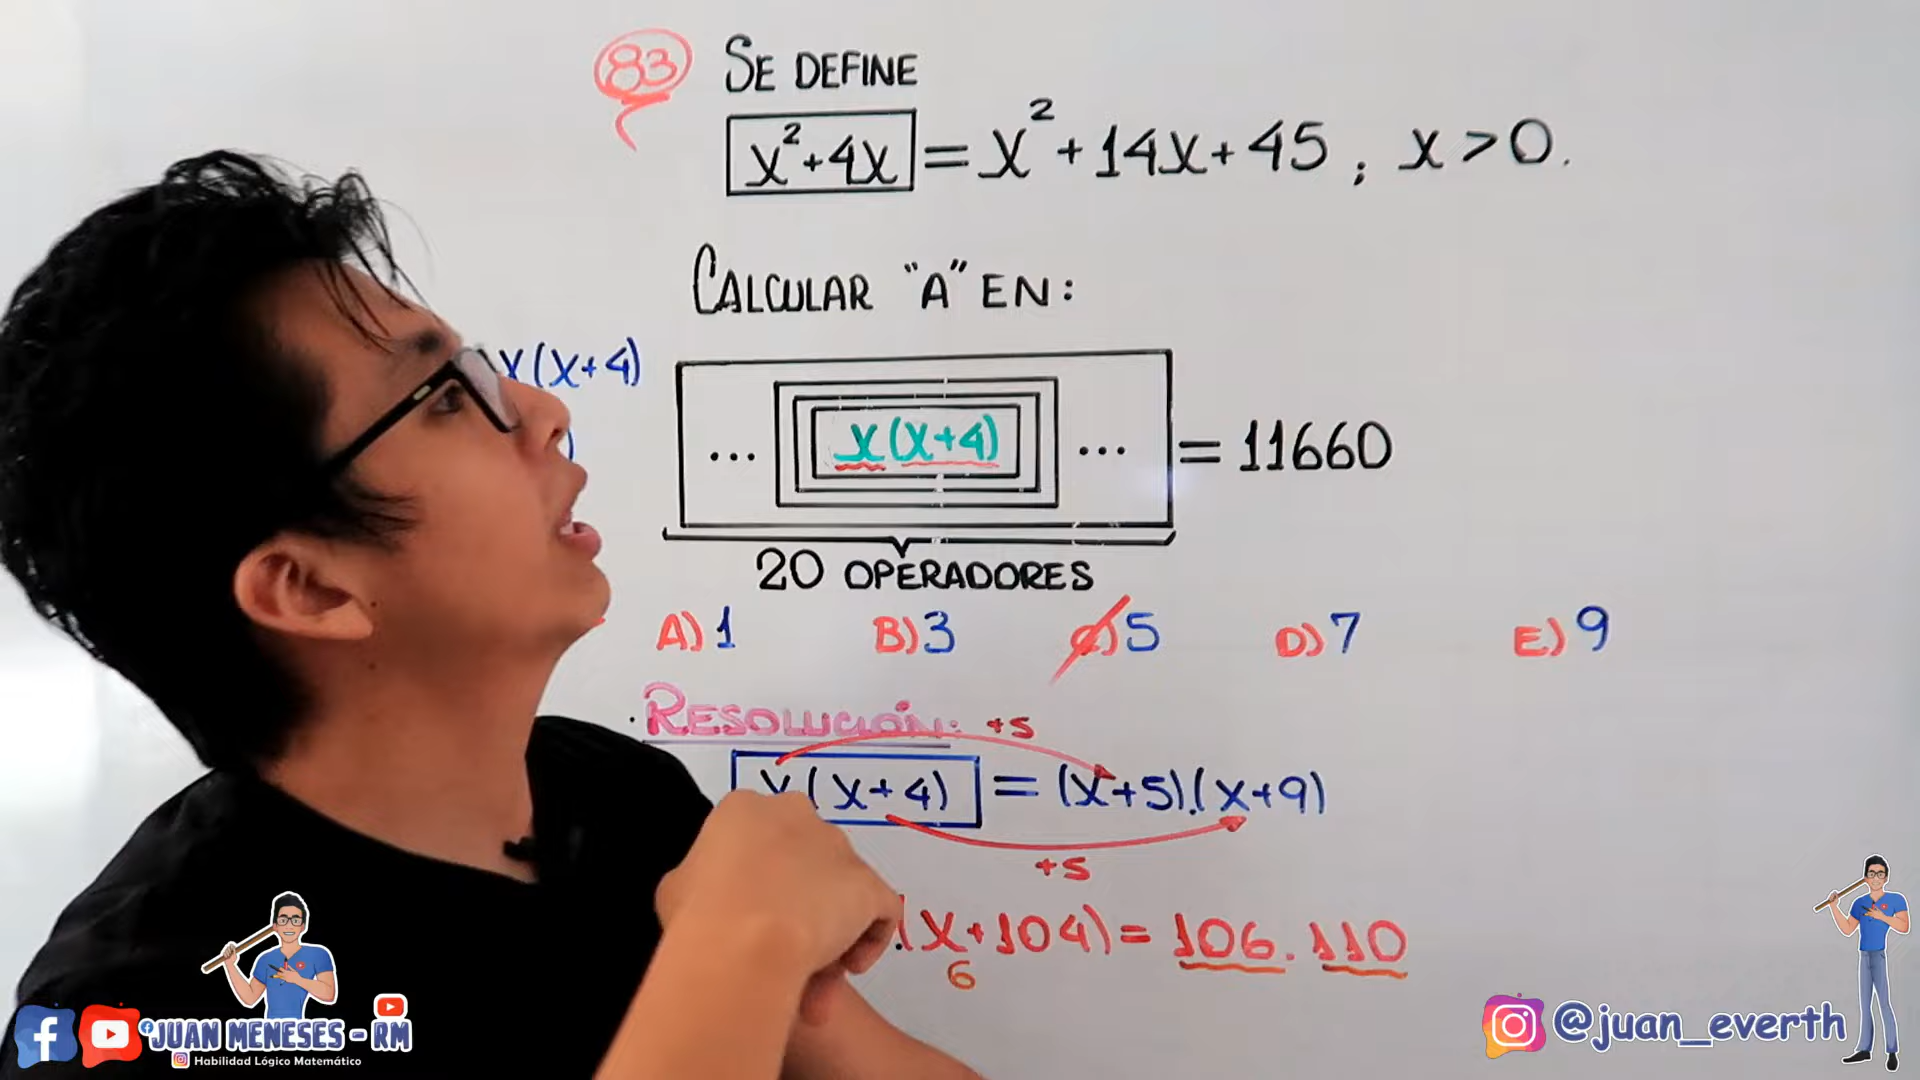 83 SE DEFINE
x²+4x = x²+14x+45 ; x>0.
CALCULAR "A" EN:
x(x+4)
... x(x+4) ... = 11660
)
20 OPERADORES
A) 1 B) 3 C) 5 D) 7 E) 9
RESOLUCIÓN: +5
x(x+4) = (x+5).(x+9)
+5
.(x+104) = 106.110
6
JUAN MENESES - RM
Habilidad Lógico Matemático
@juan_everth